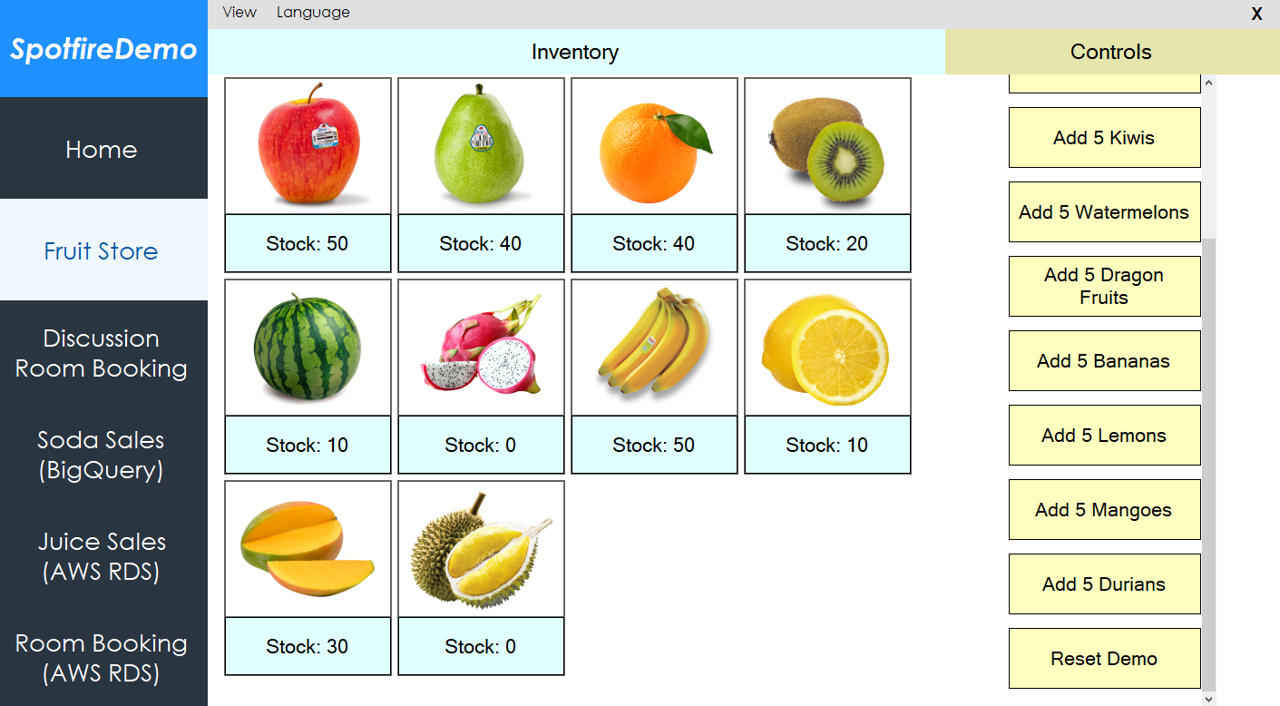 View Language
X
SpotfireDemo
Inventory
Controls
Home
Fruit Store
Discussion
Room Booking
Soda Sales
(BigQuery)
Juice Sales
(AWS RDS)
Room Booking
(AWS RDS)
Stock: 50
Stock: 40
Stock: 40
Stock: 20
Stock: 10
Stock: 0
Stock: 50
Stock: 10
Stock: 30
Stock: 0
Add 5 Kiwis
Add 5 Watermelons
Add 5 Dragon
Fruits
Add 5 Bananas
Add 5 Lemons
Add 5 Mangoes
Add 5 Durians
Reset Demo